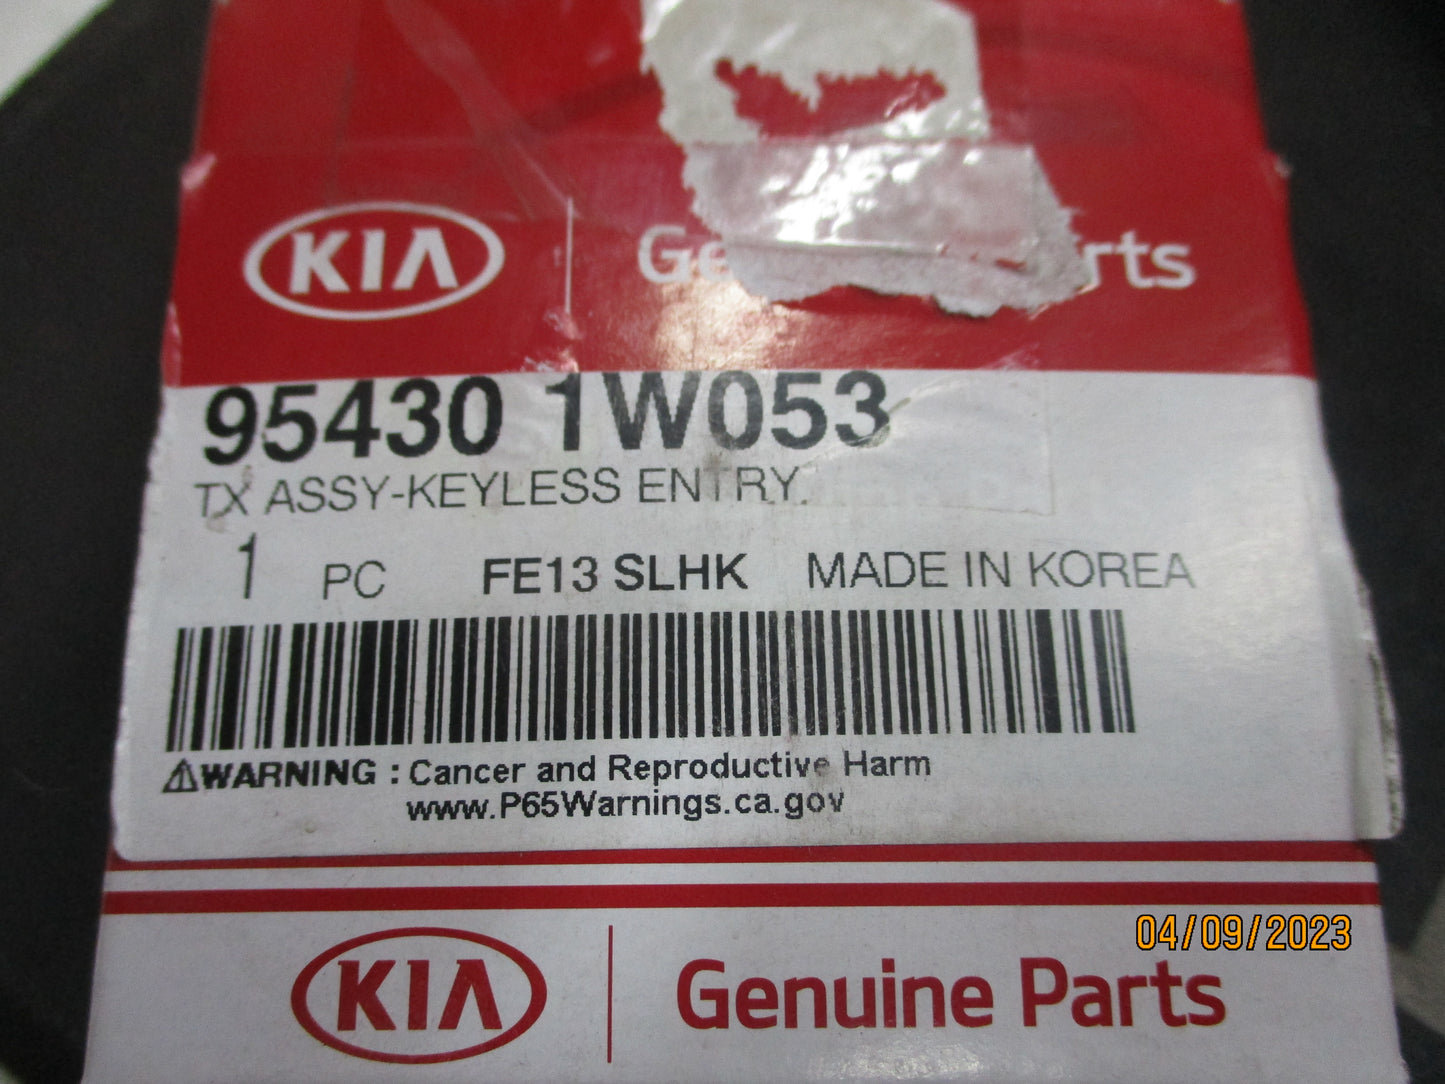 KIA
Parts
95430 1W053
TX ASSY-KEYLESS ENTRY.
1 PC FE13 SLHK MADE IN KOREA
⚠WARNING : Cancer and Reproductive Harm
www.P65Warnings.ca.gov
04/09/2023
KIA Genuine Parts